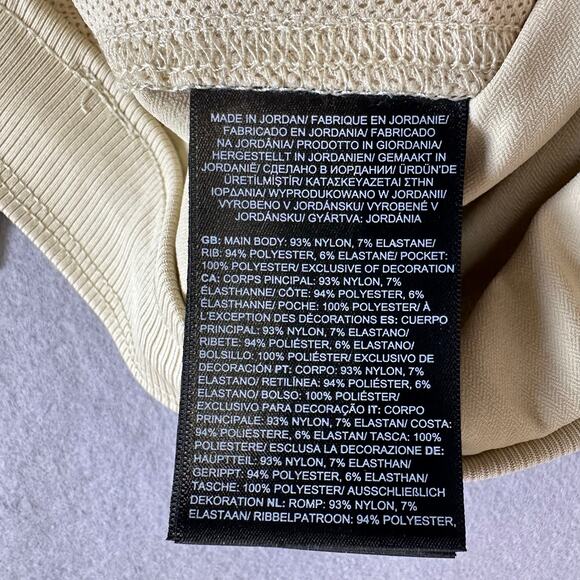 MADE IN JORDAN/ FABRIQUE EN JORDANIE/
FABRICADO EN JORDANIA/ FABRICADO
NA JORDÂNIA/ PRODOTTO IN GIORDANIA/
HERGESTELLT IN JORDANIEN/ GEMAAKT IN
JORDANIË/ СДЕЛАНО В ИОРДАНИИ/ ÜRDÜN'DE
ÜRETİLMİŞTİR/ ΚΑΤΑΣΚΕΥΑΖΕΤΑΙ ΣΤΗΝ
ΙΟΡΔΑΝΙΑ/ WYPRODUKOWANO W JORDANII/
VYROBENO V JORDÁNSKU/ VYROBENÉ V
JORDÁNSKU/ GYÁRTVA: JORDÁNIA
GB: MAIN BODY: 93% NYLON, 7% ELASTANE/
RIB: 94% POLYESTER, 6% ELASTANE/ POCKET:
100% POLYESTER/ EXCLUSIVE OF DECORATION
CA: CORPS PINCIPAL: 93% NYLON, 7%
ÉLASTHANNE/ CÔTE: 94% POLYESTER, 6%
ÉLASTHANNE/ POCHE: 100% POLYESTER/ À
L'EXCEPTION DES DÉCORATIONS ES: CUERPO
PRINCIPAL: 93% NYLON, 7% ELASTANO/
RIBETE: 94% POLIÉSTER, 6% ELASTANO/
BOLSILLO: 100% POLIÉSTER/ EXCLUSIVO DE
DECORACIÓN PT: CORPO: 93% NYLON, 7%
ELASTANO/ RETILÍNEA: 94% POLIÉSTER, 6%
ELASTANO/ BOLSO: 100% POLIÉSTER/
EXCLUSIVO PARA DECORAÇÃO IT: CORPO
PRINCIPALE: 93% NYLON, 7% ELASTAN/ COSTA:
94% POLIESTERE, 6% ELASTAN/ TASCA: 100%
POLIESTERE/ ESCLUSA LA DECORAZIONE DE:
HAUPTTEIL: 93% NYLON, 7% ELASTHAN/
GERIPPT: 94% POLYESTER, 6% ELASTHAN/
TASCHE: 100% POLYESTER/ AUSSCHLIEßLICH
DEKORATION NL: ROMP: 93% NYLON, 7%
ELASTAAN/ RIBBELPATROON: 94% POLYESTER,